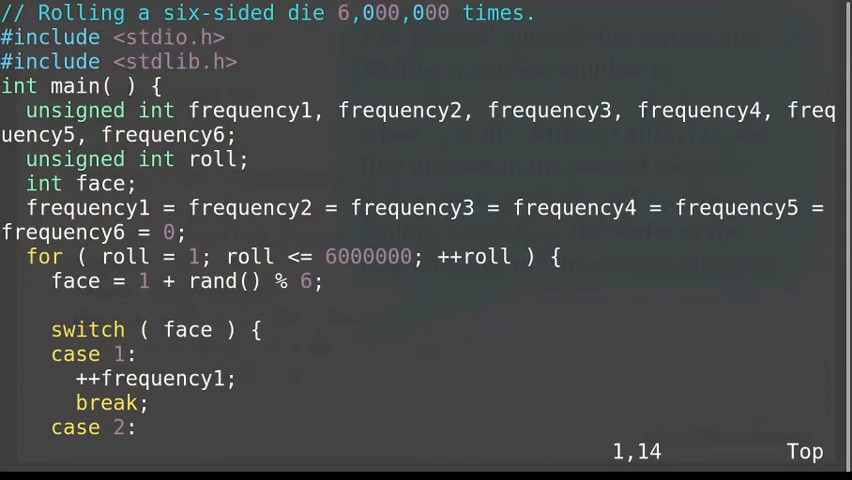 // Rolling a six-sided die 6,000,000 times.
#include <stdio.h>
#include <stdlib.h>
int main( ) {
  unsigned int frequency1, frequency2, frequency3, frequency4, freq
uency5, frequency6;
  unsigned int roll;
  int face;
  frequency1 = frequency2 = frequency3 = frequency4 = frequency5 =
frequency6 = 0;
  for ( roll = 1; roll <= 6000000; ++roll ) {
    face = 1 + rand() % 6;

    switch ( face ) {
    case 1:
      ++frequency1;
      break;
    case 2:
1,14 Top